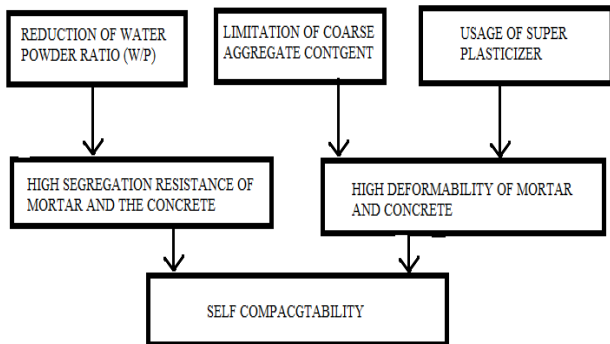 REDUCTION OF WATER
POWDER RATIO (W/P)
LIMITATION OF COARSE
AGGREGATE CONTGENT
USAGE OF SUPER
PLASTICIZER
HIGH SEGREGATION RESISTANCE OF
MORTAR AND THE CONCRETE
HIGH DEFORMABILITY OF MORTAR
AND CONCRETE
SELF COMPACGTABILITY